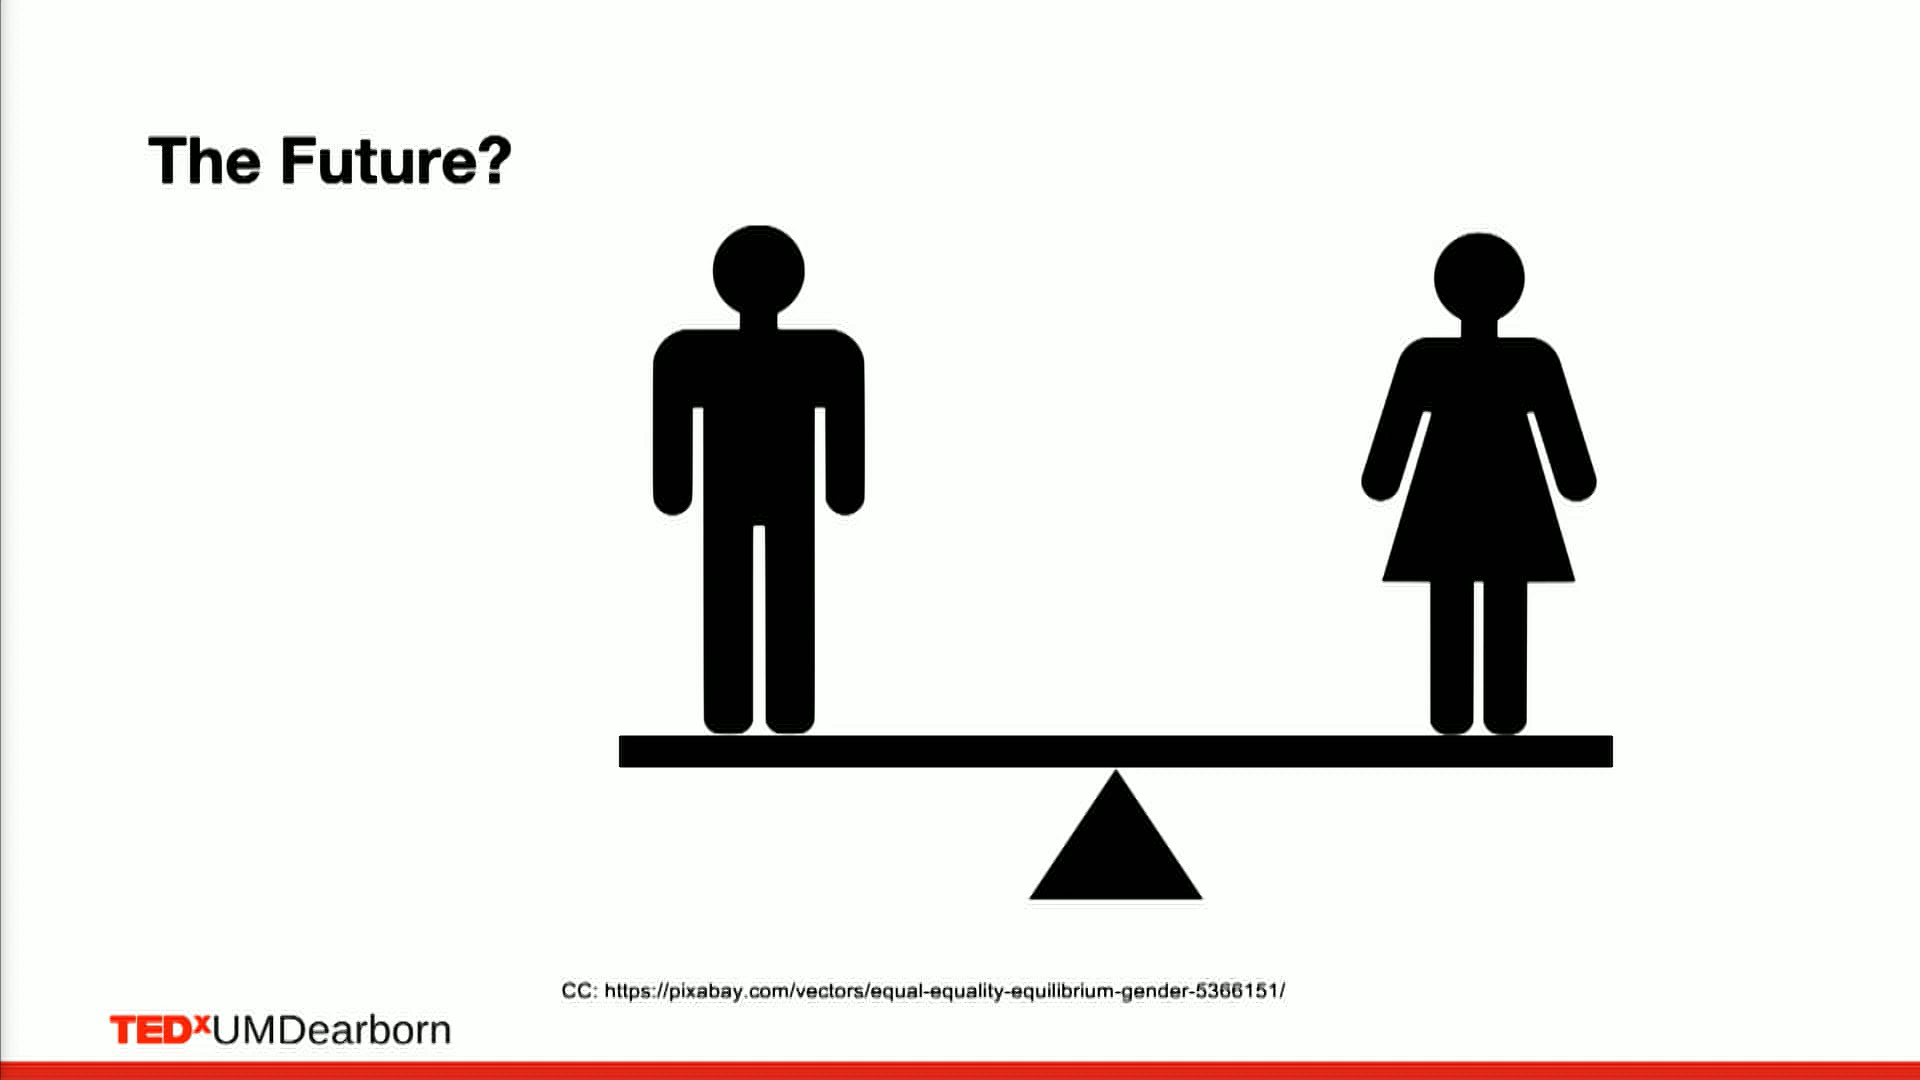 The Future?
CC: https://pixabay.com/vectors/equal-equality-equilibrium-gender-5366151/
TEDxUMDearborn